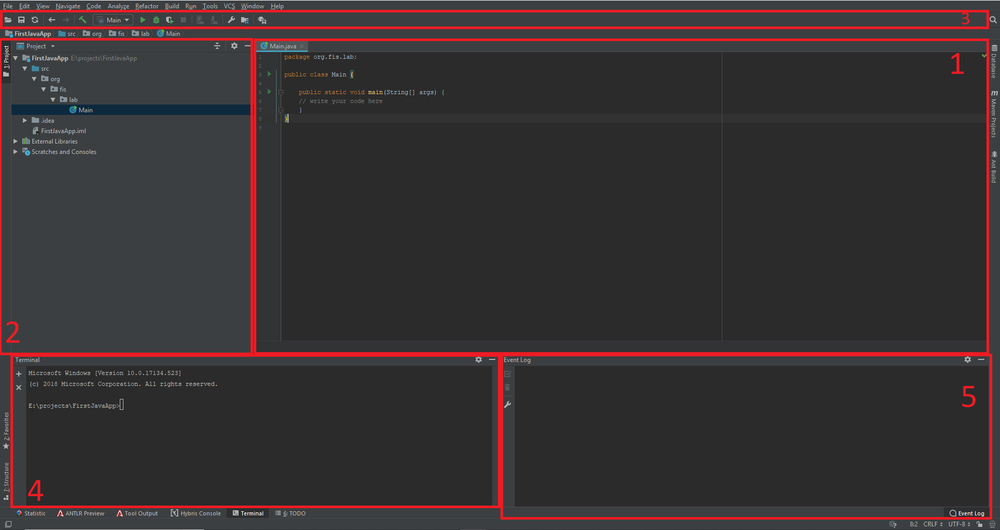 File Edit View Navigate Code Analyze Refactor Build Run Tools VCS Window Help
Main
3
FirstJavaApp src org fis lab Main
1: Project
Project
FirstJavaApp E:\projects\FirstJavaApp
src
org
fis
lab
Main
.idea
FirstJavaApp.iml
External Libraries
Scratches and Consoles
2
Main.java
1 package org.fis.lab;
2
3 public class Main {
4
5 public static void main(String[] args) {
6 // write your code here
7 }
8 }
9
1
Database
m Maven Projects
Ant Build
2: Favorites
7: Structure
Terminal
Microsoft Windows [Version 10.0.17134.523]
(c) 2018 Microsoft Corporation. All rights reserved.
E:\projects\FirstJavaApp>
4
Event Log
5
Statistic ANTLR Preview Tool Output Hybris Console Terminal 6: TODO Event Log
8:2 CRLF UTF-8